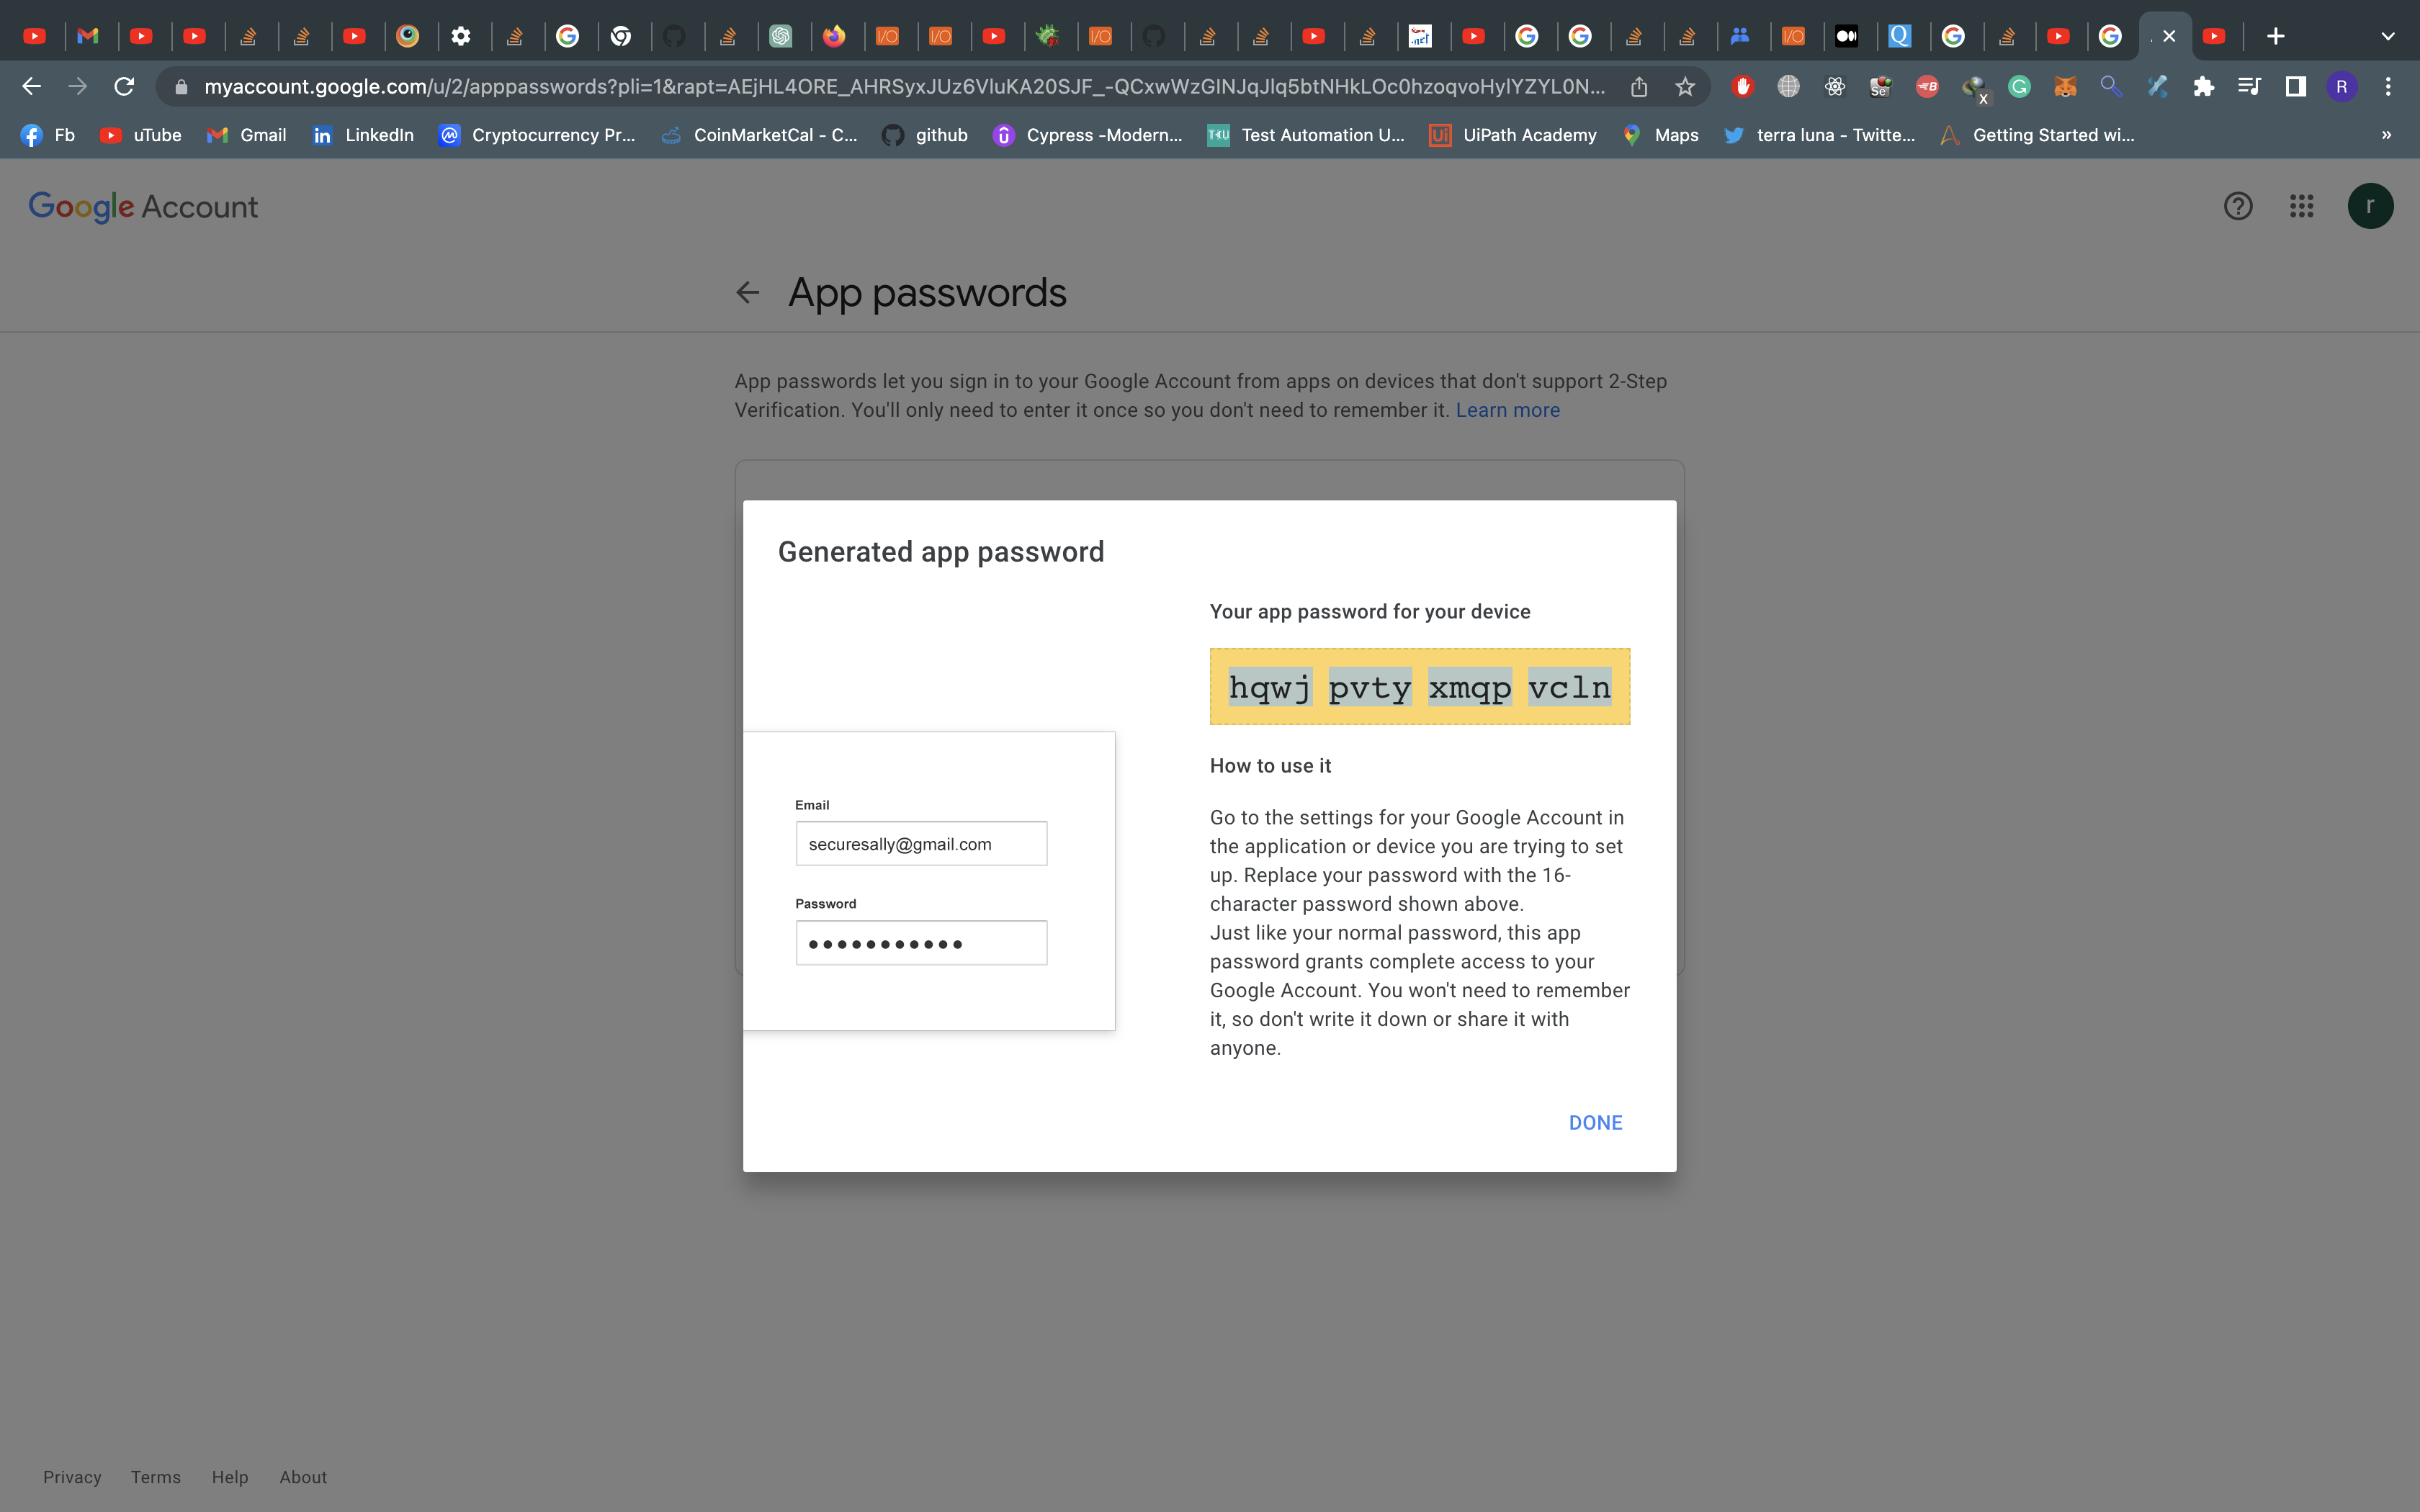 myaccount.google.com/u/2/apppasswords?pli=1&rapt=AEjHL4ORE_AHRSyxJUz6VluKA20SJF_-QCxwWzGINJqJlq5btNHkLOc0hzoqvoHylYZYL0N...
Fb uTube Gmail LinkedIn Cryptocurrency Pr... CoinMarketCal - C... github Cypress -Modern... Test Automation U... UiPath Academy Maps terra luna - Twitte... Getting Started wi... »
Google Account
r
App passwords
App passwords let you sign in to your Google Account from apps on devices that don't support 2-Step
Verification. You'll only need to enter it once so you don't need to remember it. Learn more
Generated app password
Your app password for your device
hqwj pvty xmqp vcln
Email
securesally@gmail.com
Password
How to use it
Go to the settings for your Google Account in
the application or device you are trying to set
up. Replace your password with the 16-
character password shown above.
Just like your normal password, this app
password grants complete access to your
Google Account. You won't need to remember
it, so don't write it down or share it with
anyone.
DONE
Privacy Terms Help About